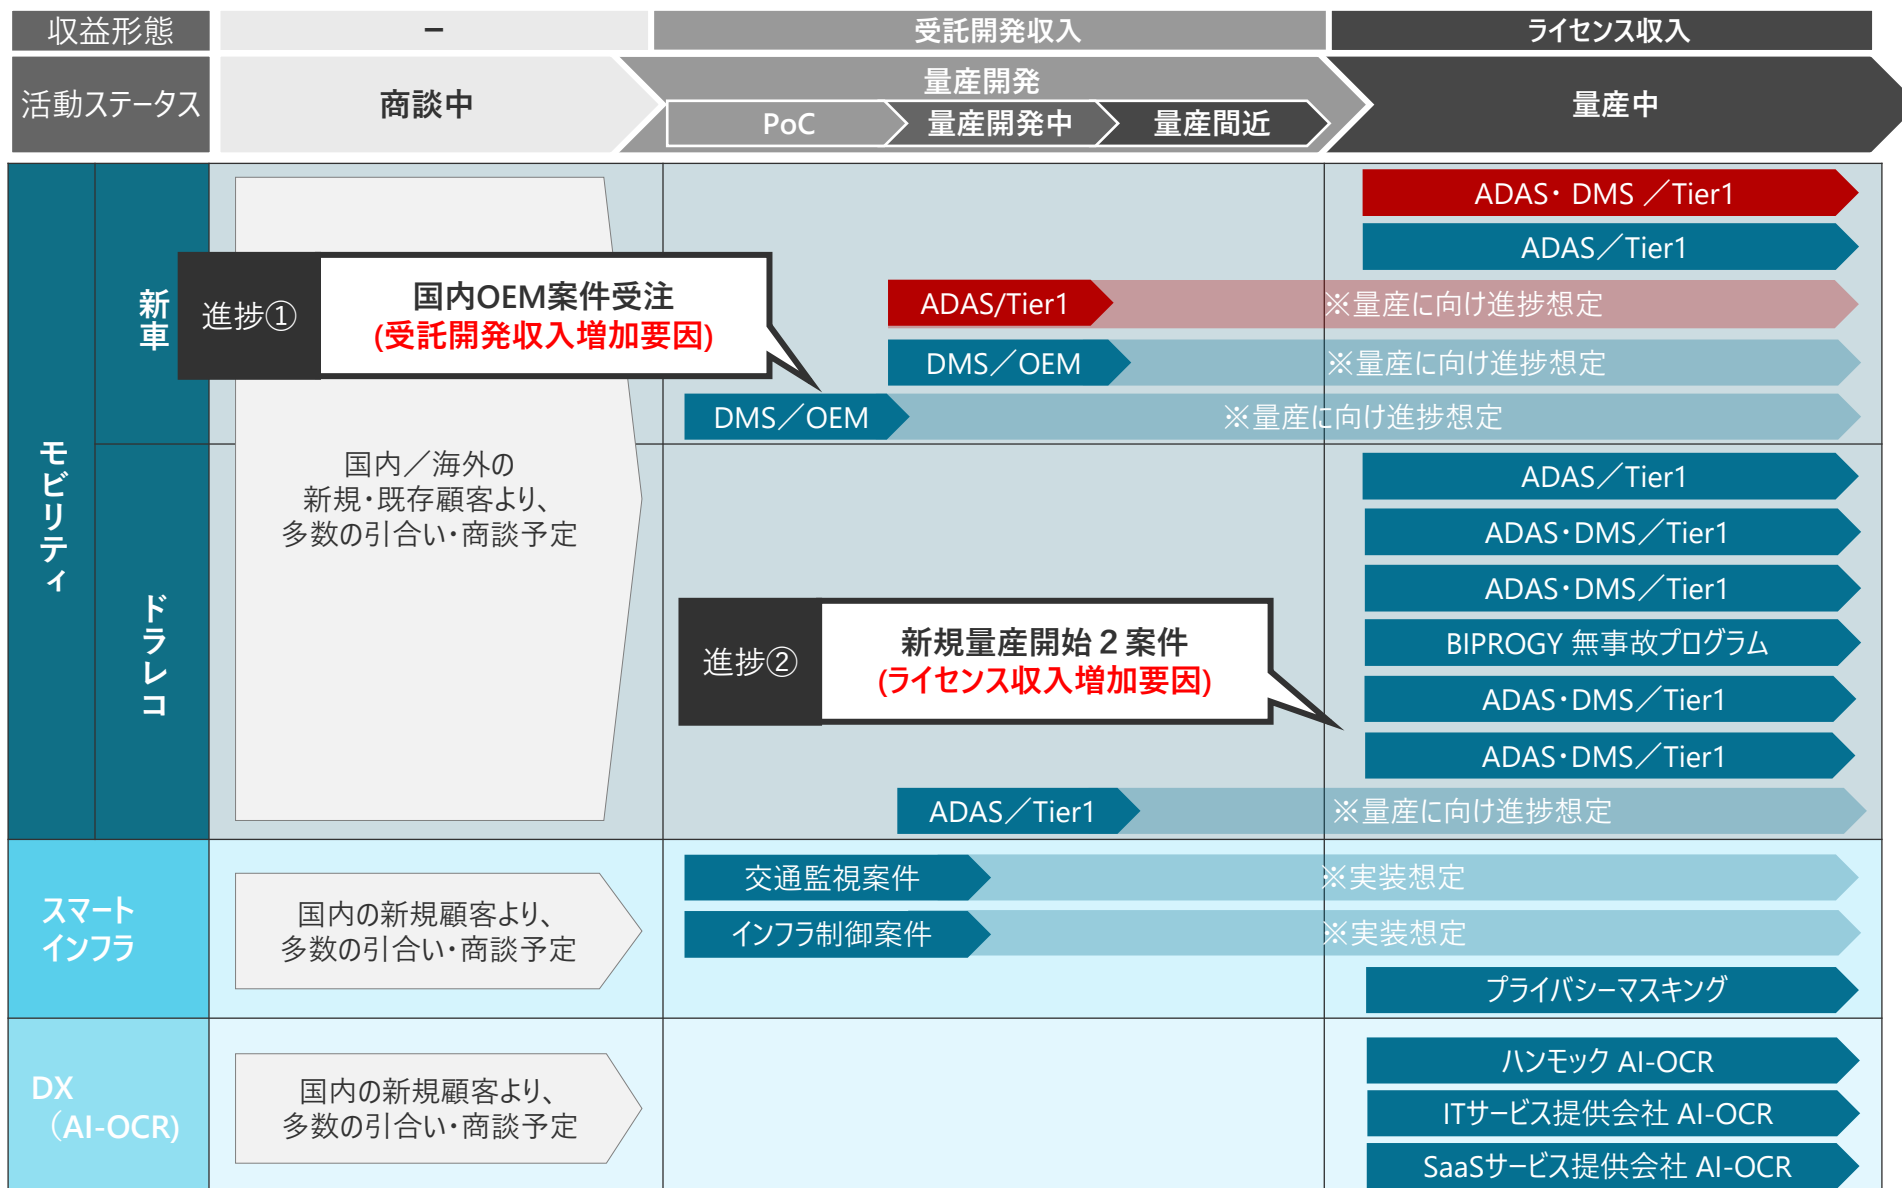 収益形態
－
受託開発収入
ライセンス収入
活動ステータス
商談中
量産開発
PoC
量産開発中
量産間近
量産中
モビリティ
新車
ADAS・ DMS ／Tier1
ADAS／Tier1
進捗①
国内OEM案件受注
(受託開発収入増加要因)
ADAS/Tier1
※量産に向け進捗想定
DMS／OEM
※量産に向け進捗想定
DMS／OEM
※量産に向け進捗想定
国内／海外の
新規・既存顧客より、
多数の引合い・商談予定
ドラレコ
ADAS／Tier1
ADAS・DMS／Tier1
ADAS・DMS／Tier1
進捗②
新規量産開始２案件
(ライセンス収入増加要因)
BIPROGY 無事故プログラム
ADAS・DMS／Tier1
ADAS・DMS／Tier1
ADAS／Tier1
※量産に向け進捗想定
スマート
インフラ
国内の新規顧客より、
多数の引合い・商談予定
交通監視案件
※実装想定
インフラ制御案件
※実装想定
プライバシーマスキング
DX
（AI-OCR)
国内の新規顧客より、
多数の引合い・商談予定
ハンモック AI-OCR
ITサービス提供会社 AI-OCR
SaaSサービス提供会社 AI-OCR